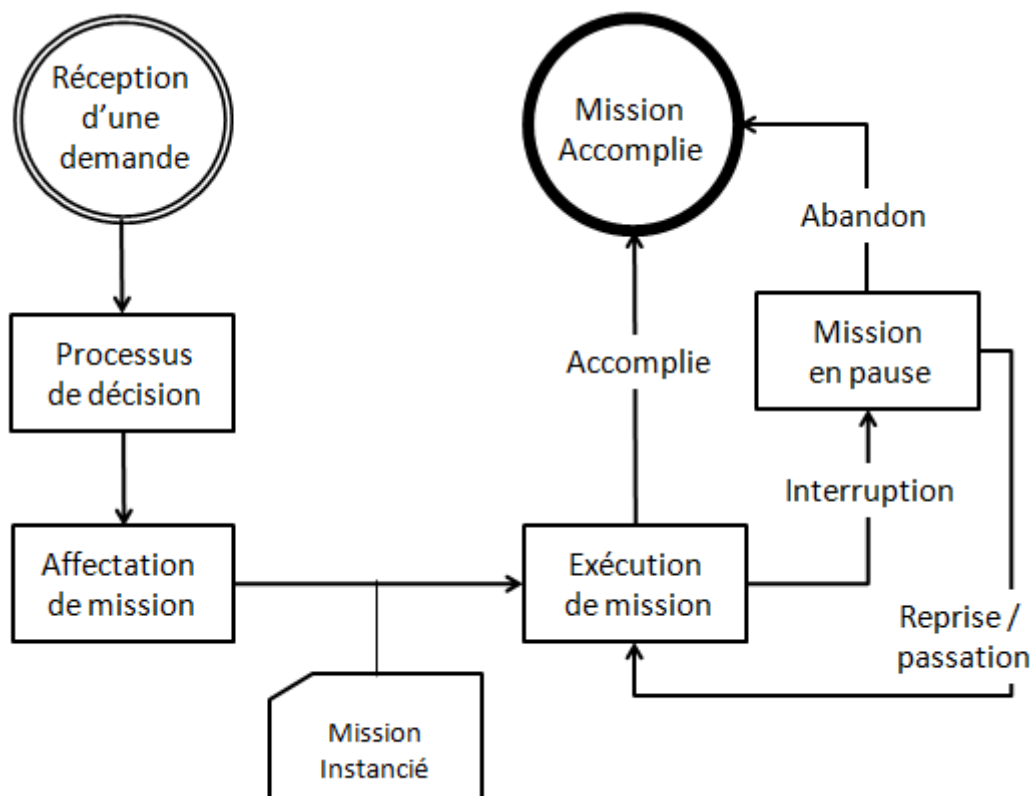 Réception
d’une
demande
Mission
Accomplie
Abandon
Processus
de décision
Accomplie
Mission
en pause
Interruption
Affectation
de mission
Exécution
de mission
Reprise /
passation
Mission
Instancié